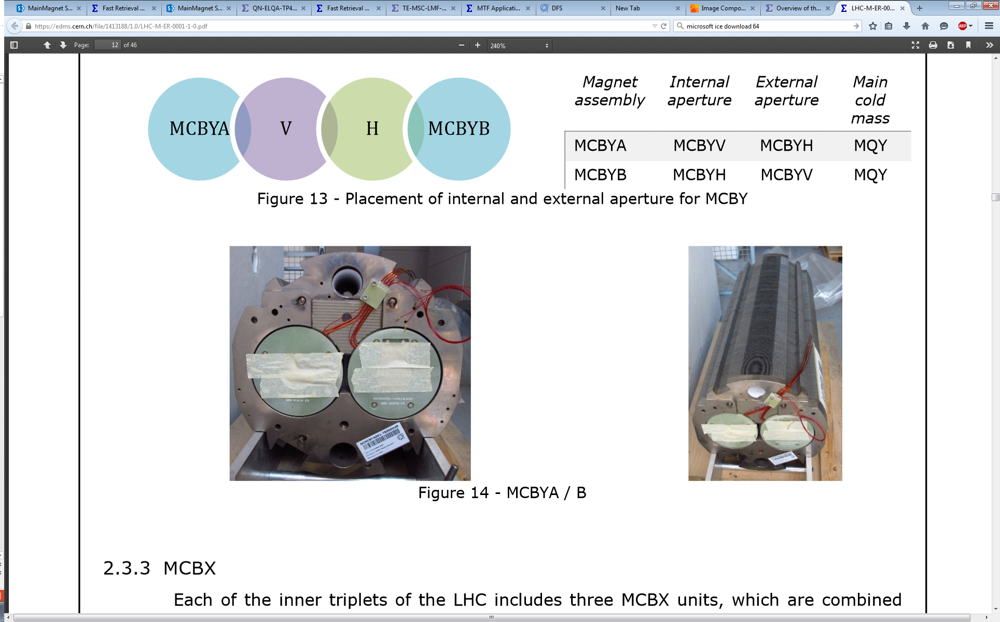 MainMagnet S...
Fast Retrieval ...
MainMagnet S...
QN-ELQA-TP4...
Fast Retrieval ...
TE-MSC-LMF-...
MTF Applicati...
DFS
New Tab
Image Compo...
Overview of th...
LHC-M-ER-00...
https://edms.cern.ch/file/1413188/1.0/LHC-M-ER-0001-1-0.pdf
microsoft ice download 64
ABP
Page: 12 of 46
240%
MCBYA V H MCBYB
Magnet assembly Internal aperture External aperture Main cold mass
MCBYA MCBYV MCBYH MQY
MCBYB MCBYH MCBYV MQY
Figure 13 - Placement of internal and external aperture for MCBY
HCMCBYA001-TE000040
Figure 14 - MCBYA / B
2.3.3 MCBX
Each of the inner triplets of the LHC includes three MCBX units, which are combined